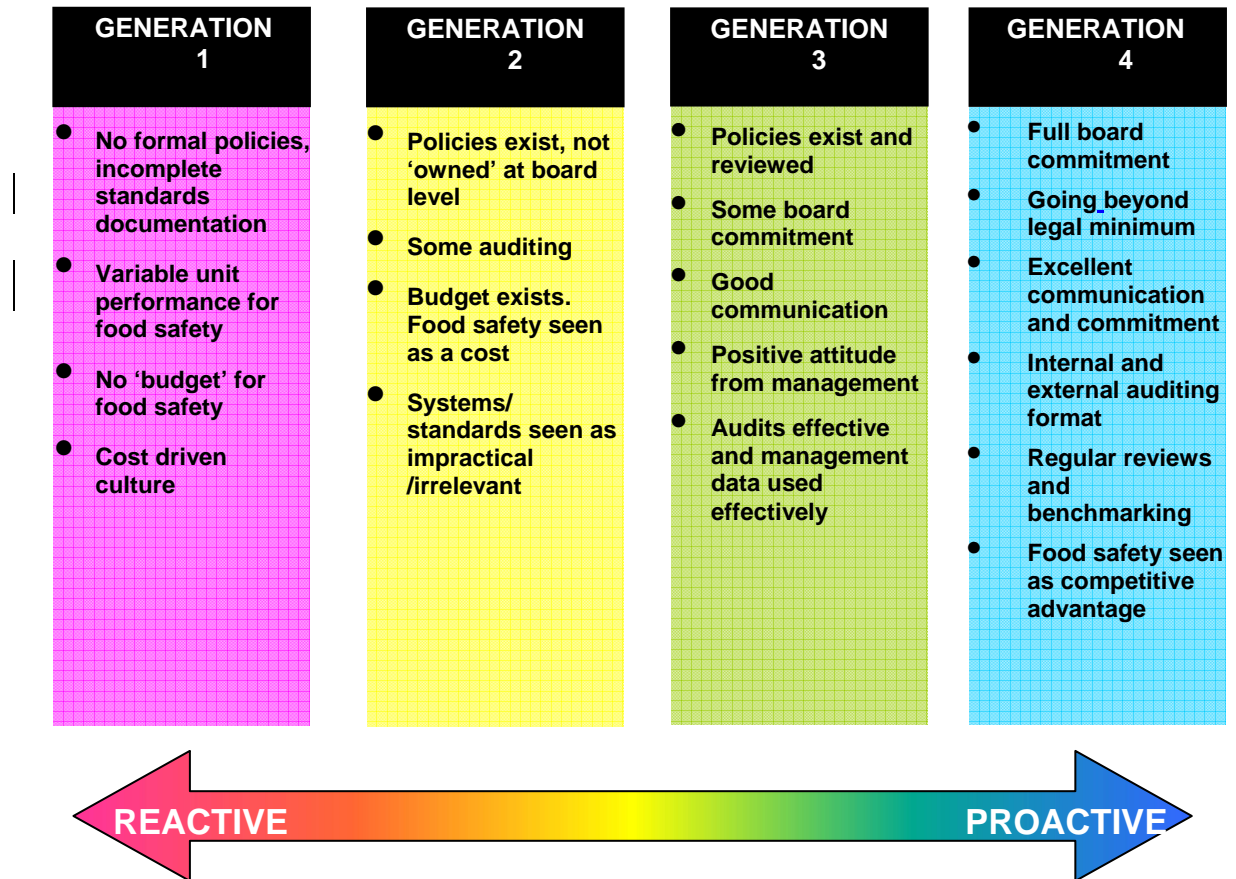 GENERATION
1
• No formal policies,
incomplete
standards
documentation
• Variable unit
performance for
food safety
• No ‘budget’ for
food safety
• Cost driven
culture
GENERATION
2
• Policies exist, not
‘owned’ at board
level
• Some auditing
• Budget exists.
Food safety seen
as a cost
• Systems/
standards seen as
impractical
/irrelevant
GENERATION
3
• Policies exist and
reviewed
• Some board
commitment
• Good
communication
• Positive attitude
from management
• Audits effective
and management
data used
effectively
GENERATION
4
• Full board
commitment
• Going beyond
legal minimum
• Excellent
communication
and commitment
• Internal and
external auditing
format
• Regular reviews
and
benchmarking
• Food safety seen
as competitive
advantage
REACTIVE
PROACTIVE